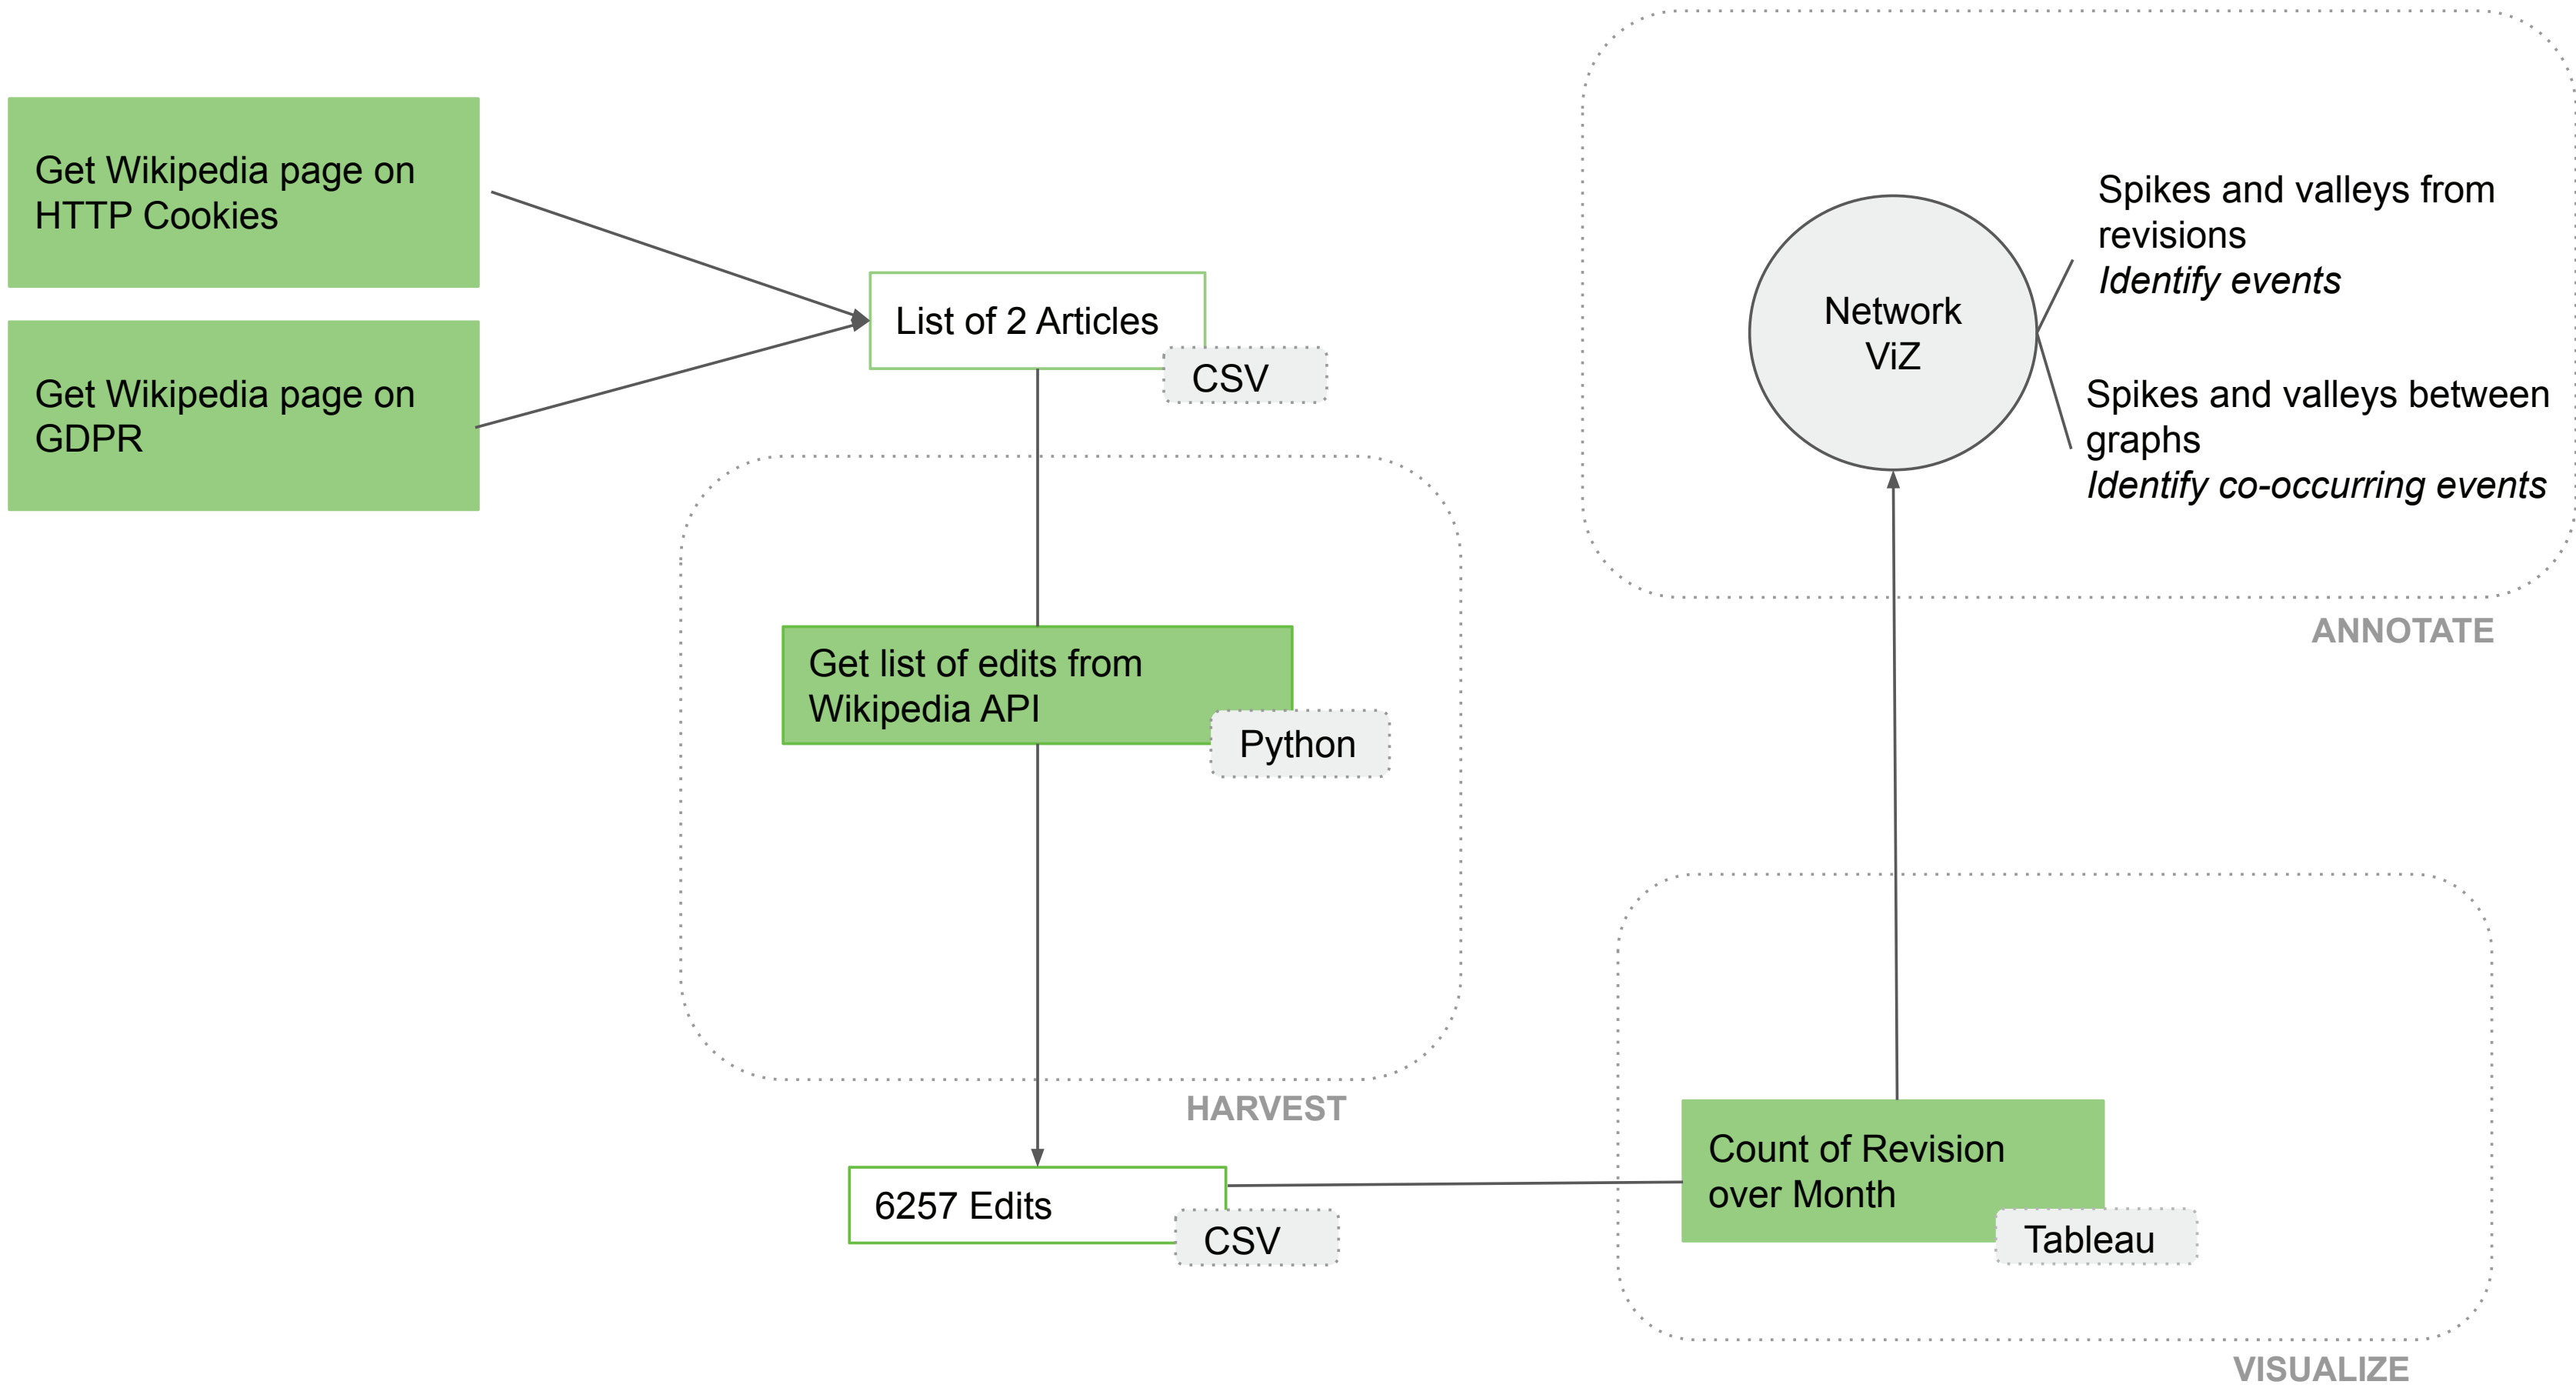 Get Wikipedia page on
HTTP Cookies
Get Wikipedia page on
GDPR
List of 2 Articles
CSV
Get list of edits from
Wikipedia API
Python
HARVEST
6257 Edits
CSV
Count of Revision
over Month
Tableau
VISUALIZE
Network
ViZ
Spikes and valleys from
revisions
Identify events
Spikes and valleys between
graphs
Identify co-occurring events
ANNOTATE